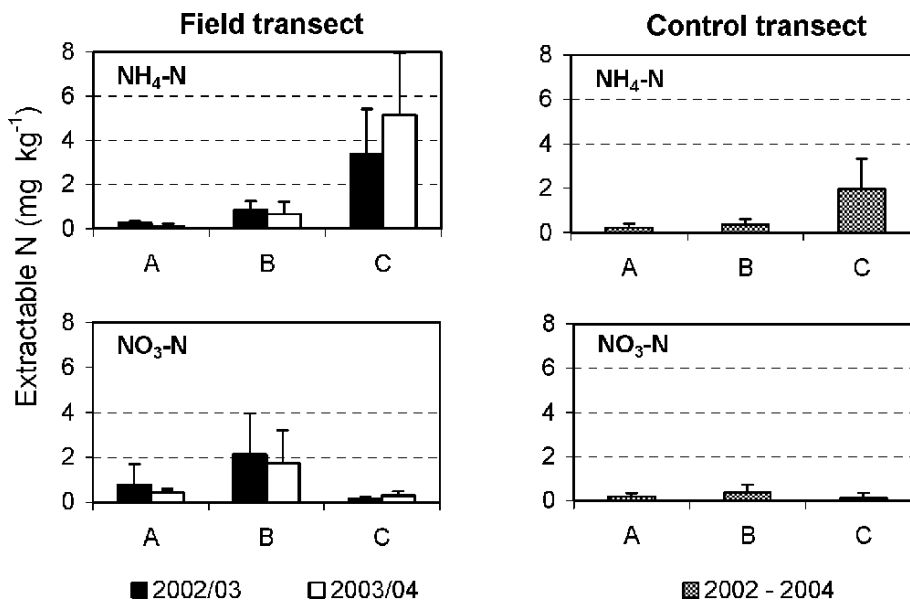 Field transect
Control transect
Extractable N (mg kg⁻¹)
8
6
4
2
0
NH₄-N
A B C
8
6
4
2
0
NH₄-N
A B C
8
6
4
2
0
NO₃-N
A B C
8
6
4
2
0
NO₃-N
A B C
2002/03 2003/04
2002 - 2004